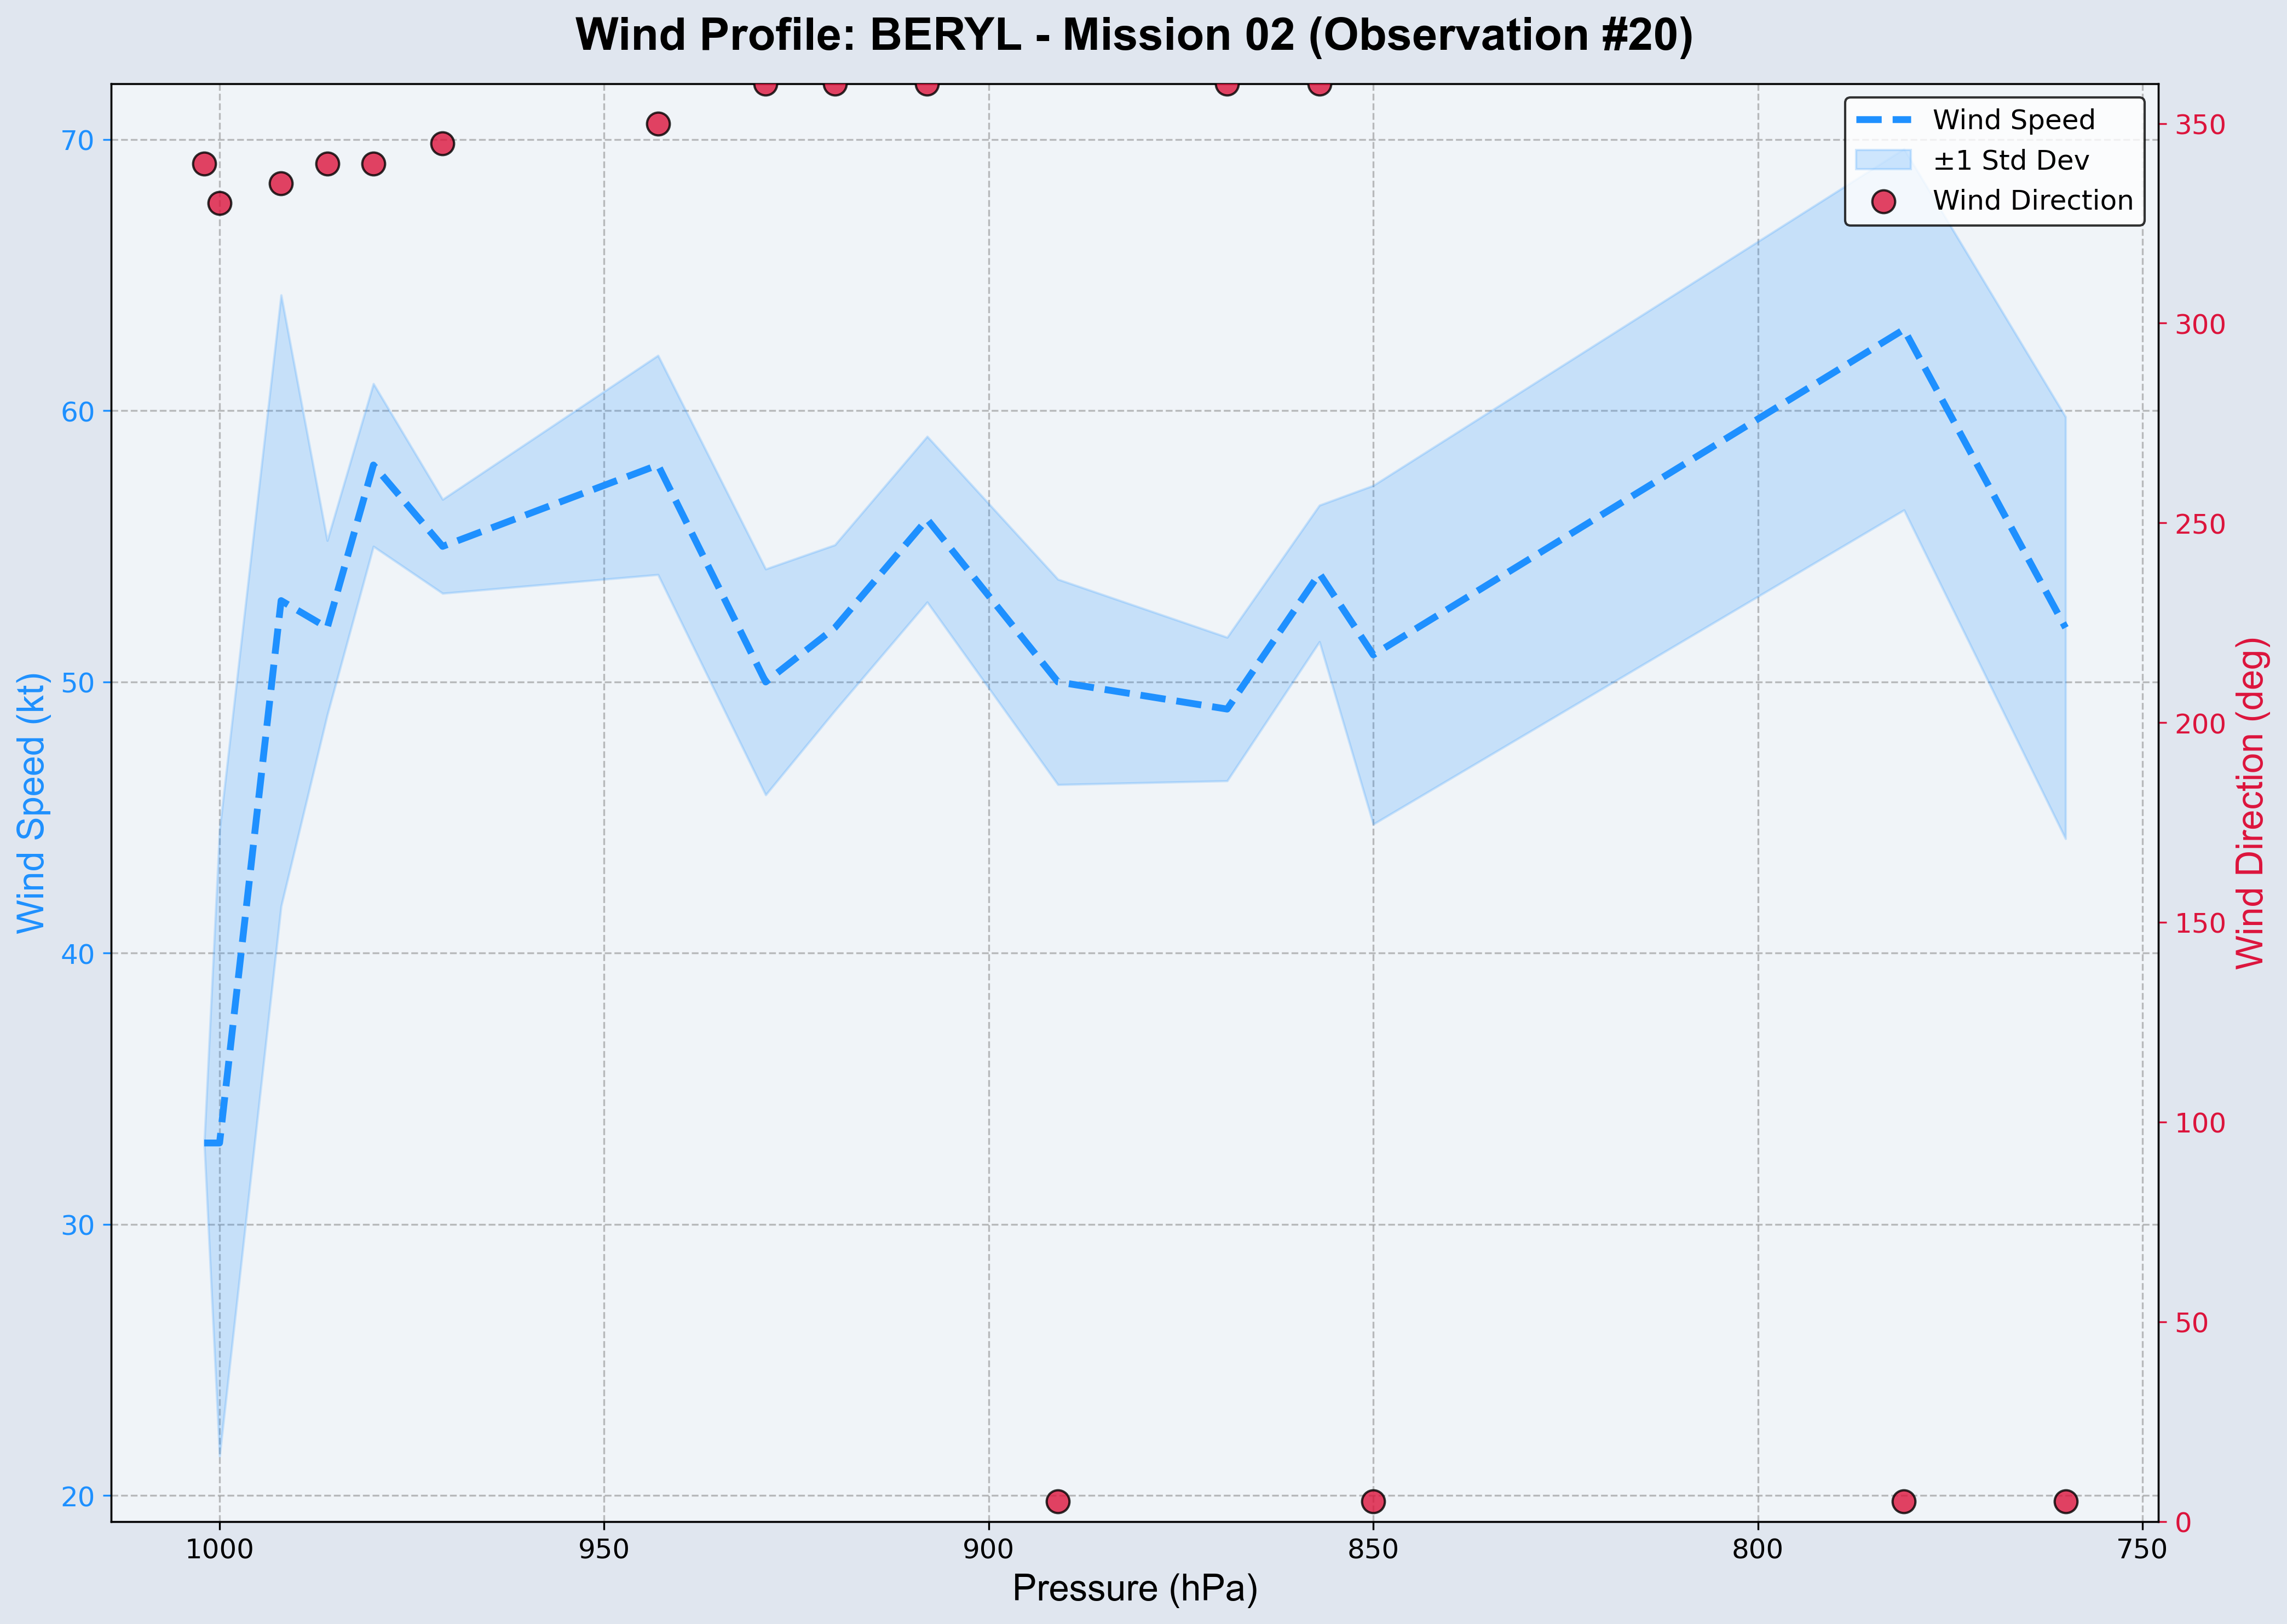 Wind Profile: BERYL - Mission 02 (Observation #20)
Wind Speed
±1 Std Dev
Wind Direction
70
60
50
40
30
20
Wind Speed (kt)
350
300
250
200
150
100
50
0
Wind Direction (deg)
1000
950
900
850
800
750
Pressure (hPa)